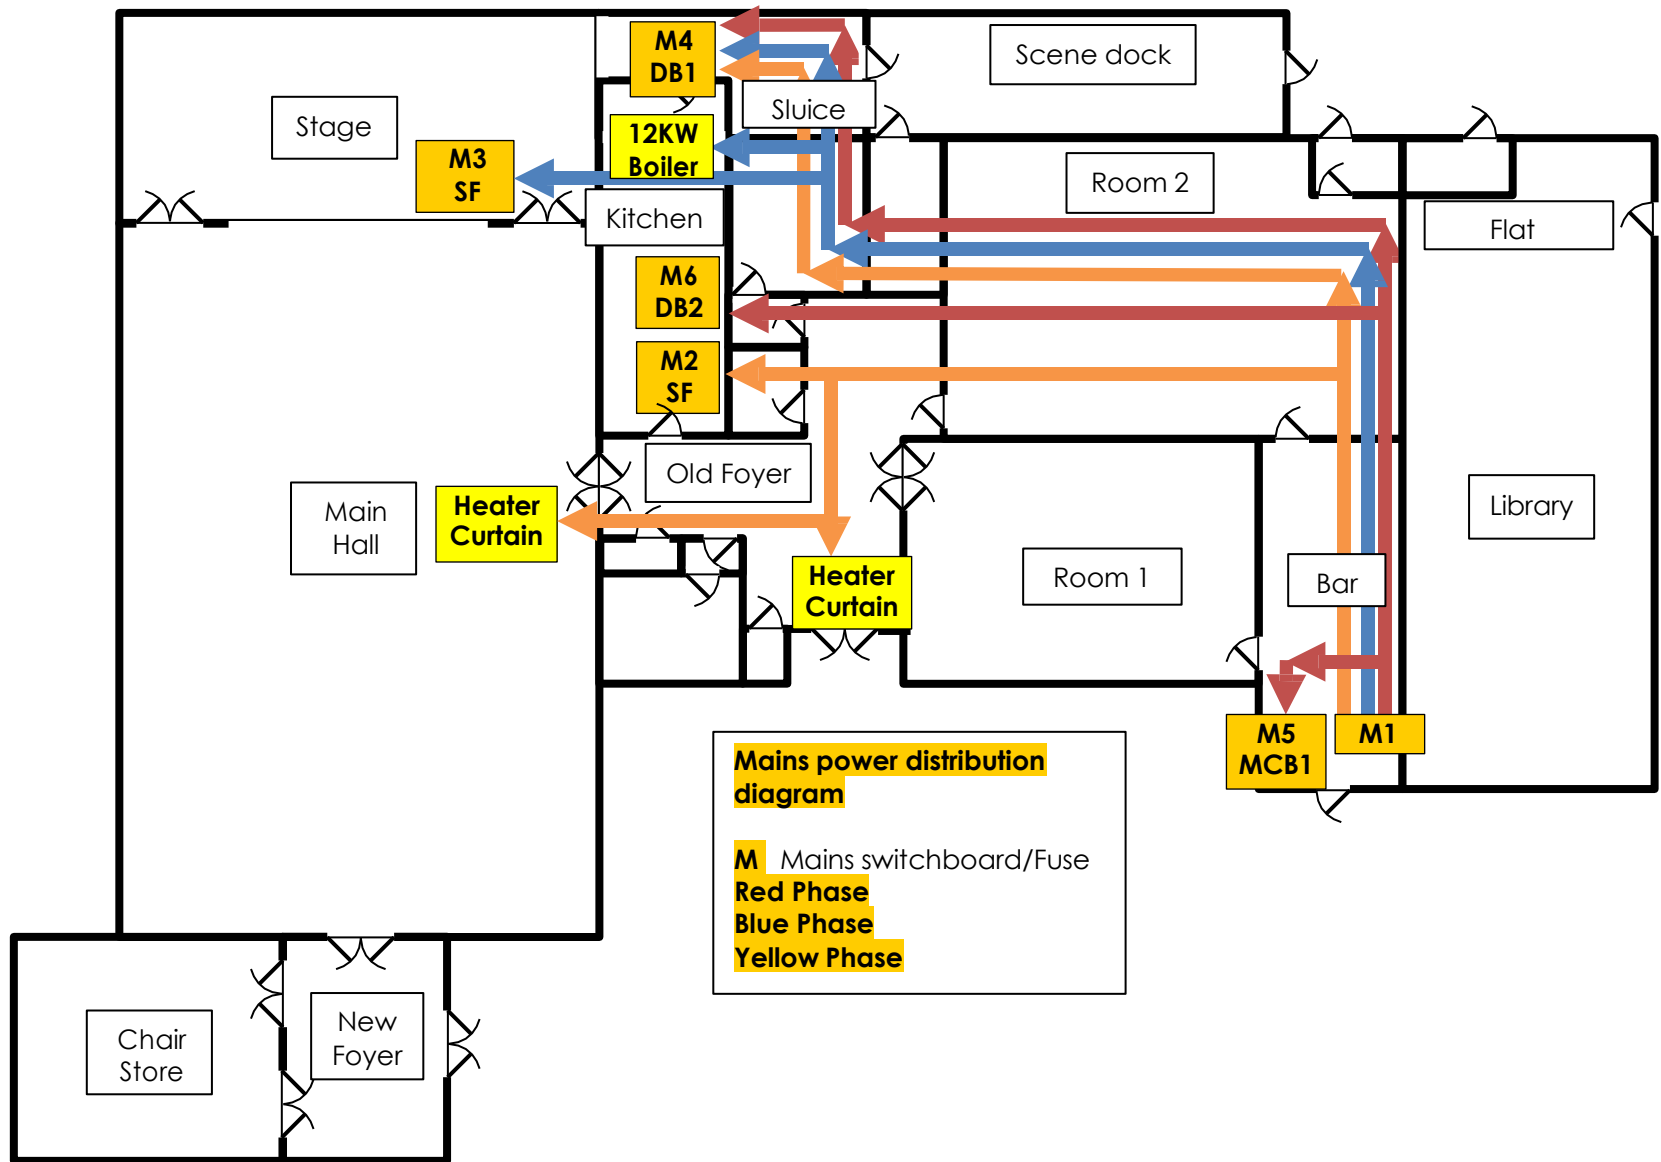 M4
DB1
Scene dock
Sluice
Stage
12KW
Boiler
M3
SF
Room 2
Kitchen
Flat
M6
DB2
M2
SF
Old Foyer
Main
Hall
Heater
Curtain
Library
Heater
Curtain
Room 1
Bar
M5
MCB1
M1
Mains power distribution
diagram
M Mains switchboard/Fuse
Red Phase
Blue Phase
Yellow Phase
New
Foyer
Chair
Store